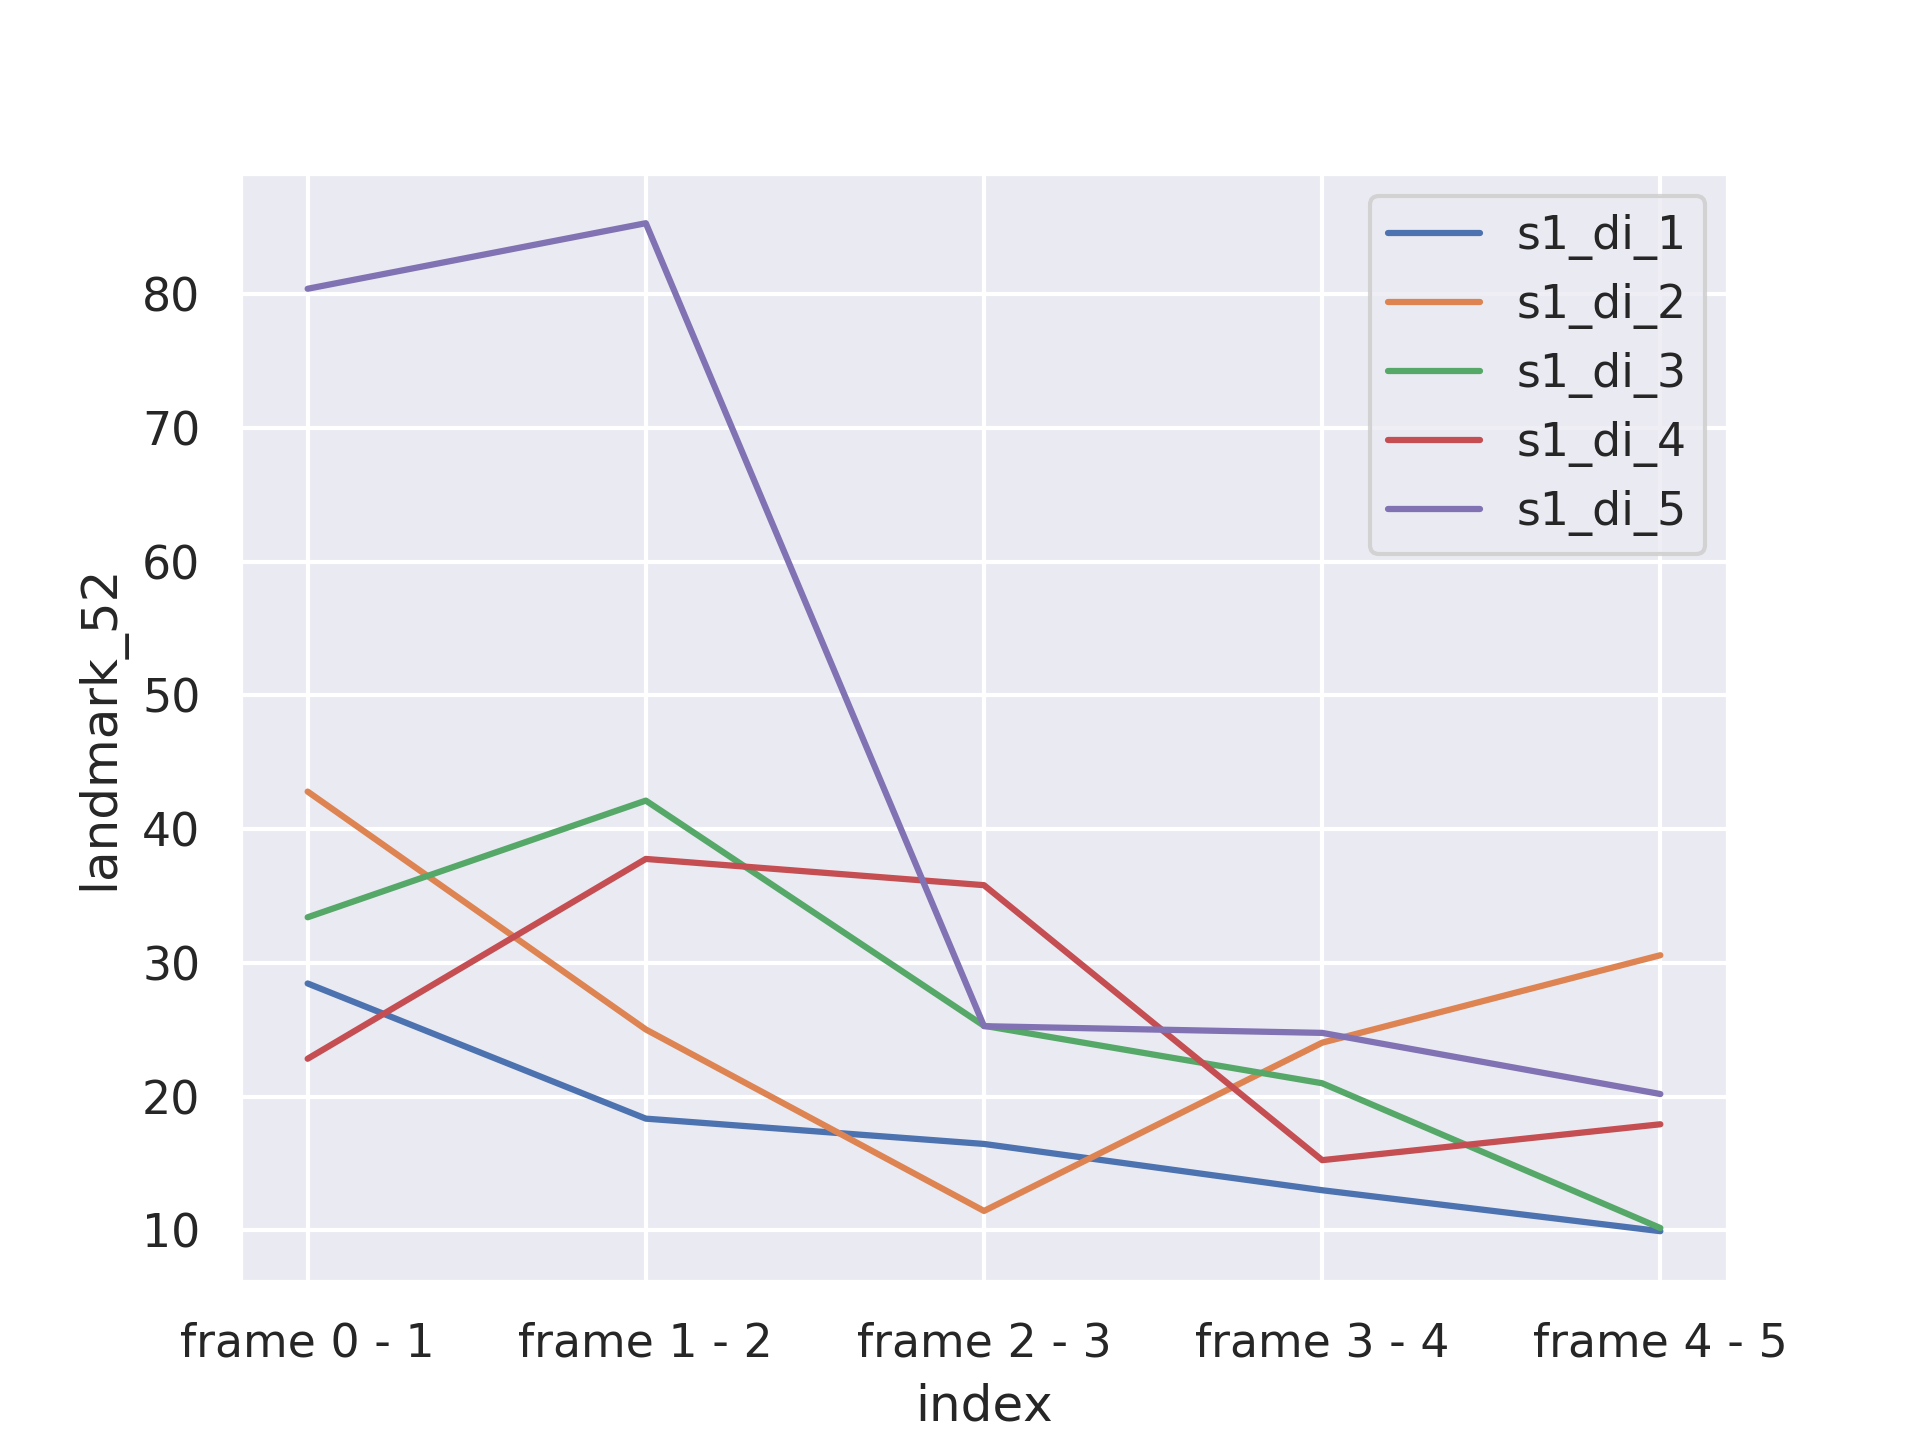 s1_di_1
s1_di_2
s1_di_3
s1_di_4
s1_di_5
80
70
60
50
40
30
20
10
landmark_52
frame 0 - 1
frame 1 - 2
frame 2 - 3
frame 3 - 4
frame 4 - 5
index